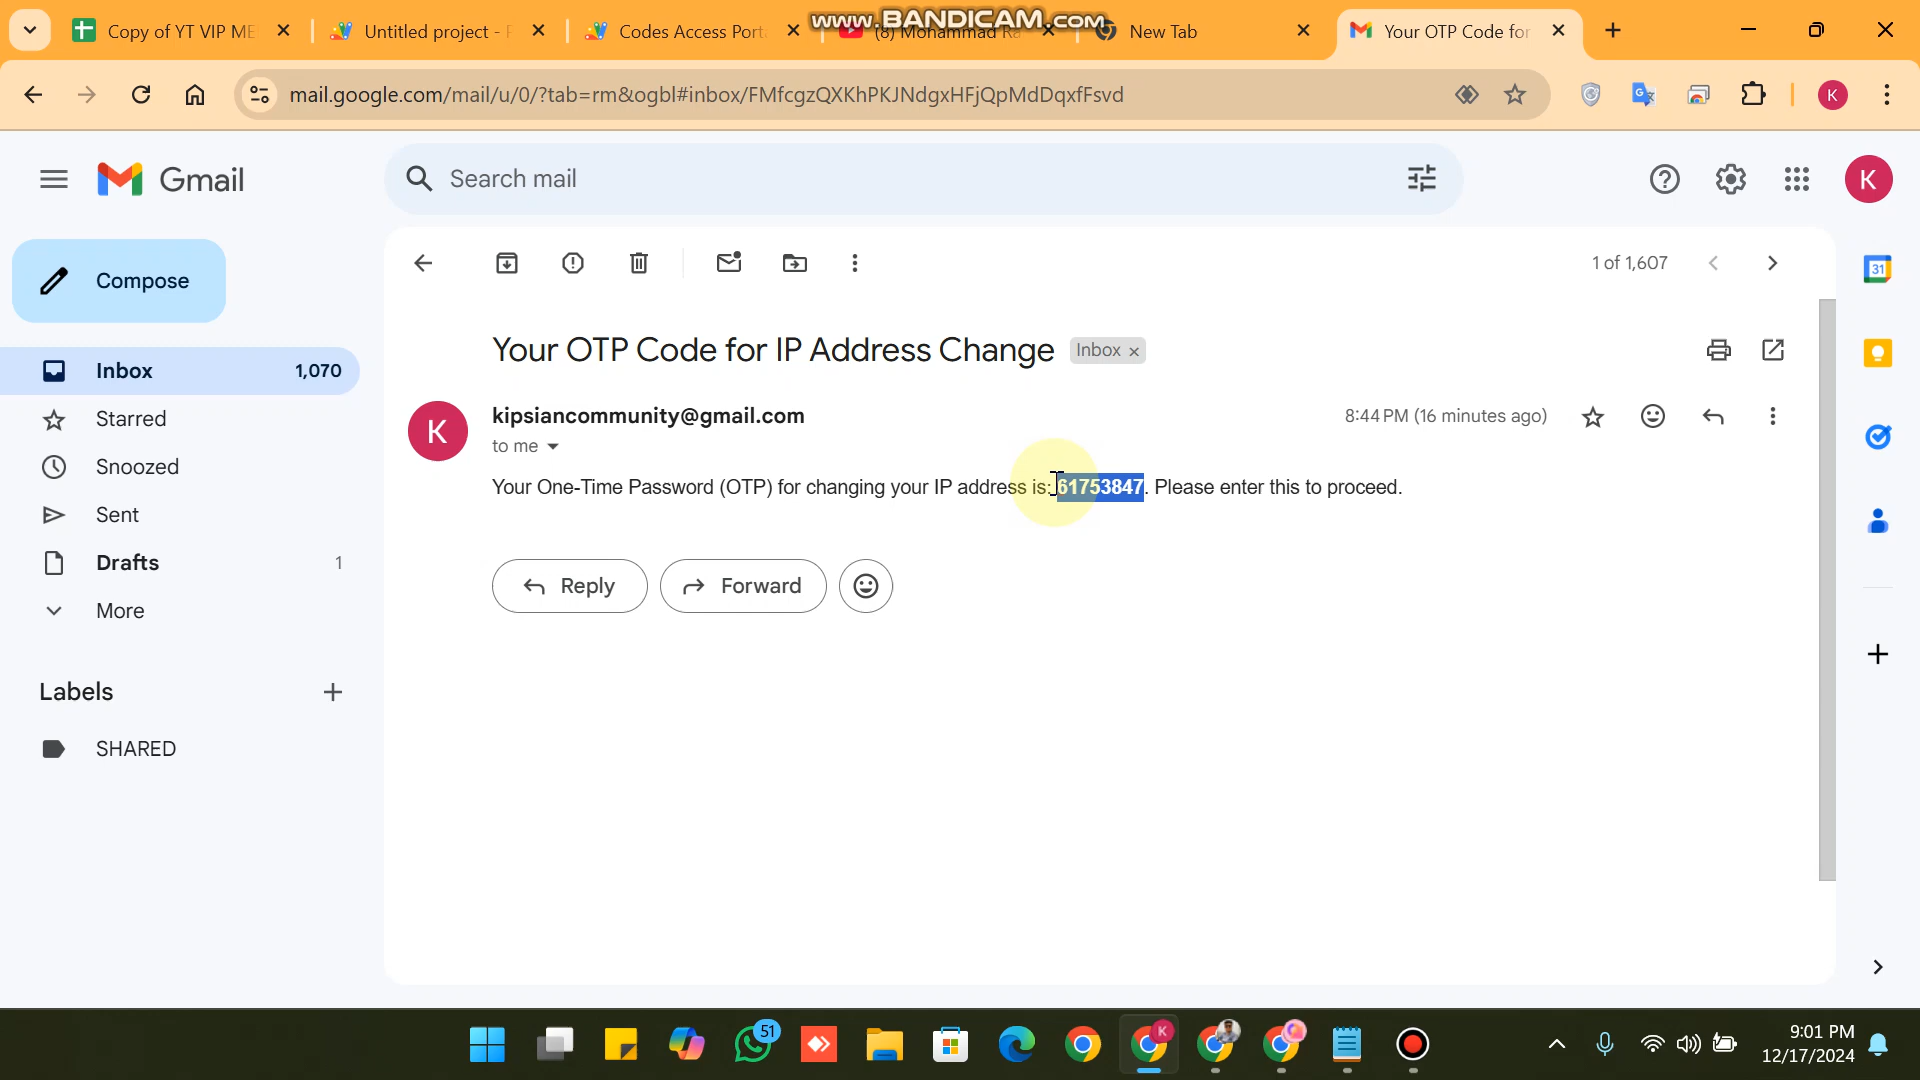 www.BANDICAM.com
Copy of YT VIP ME
Untitled project -
Codes Access Porta
(8) Mohammad Ra
New Tab
Your OTP Code for
mail.google.com/mail/u/0/?tab=rm&ogbl#inbox/FMfcgzQXKhPKJNdgxHFjQpMdDqxfFsvd
K
Gmail
Search mail
K
Compose
1 of 1,607
31
Your OTP Code for IP Address Change
Inbox ×
Inbox 1,070
K
kipsiancommunity@gmail.com
8:44 PM (16 minutes ago)
Starred
to me
Snoozed
Your One-Time Password (OTP) for changing your IP address is: 61753847. Please enter this to proceed.
Sent
Drafts 1
Reply
Forward
More
Labels
SHARED
51
K
9:01 PM
12/17/2024